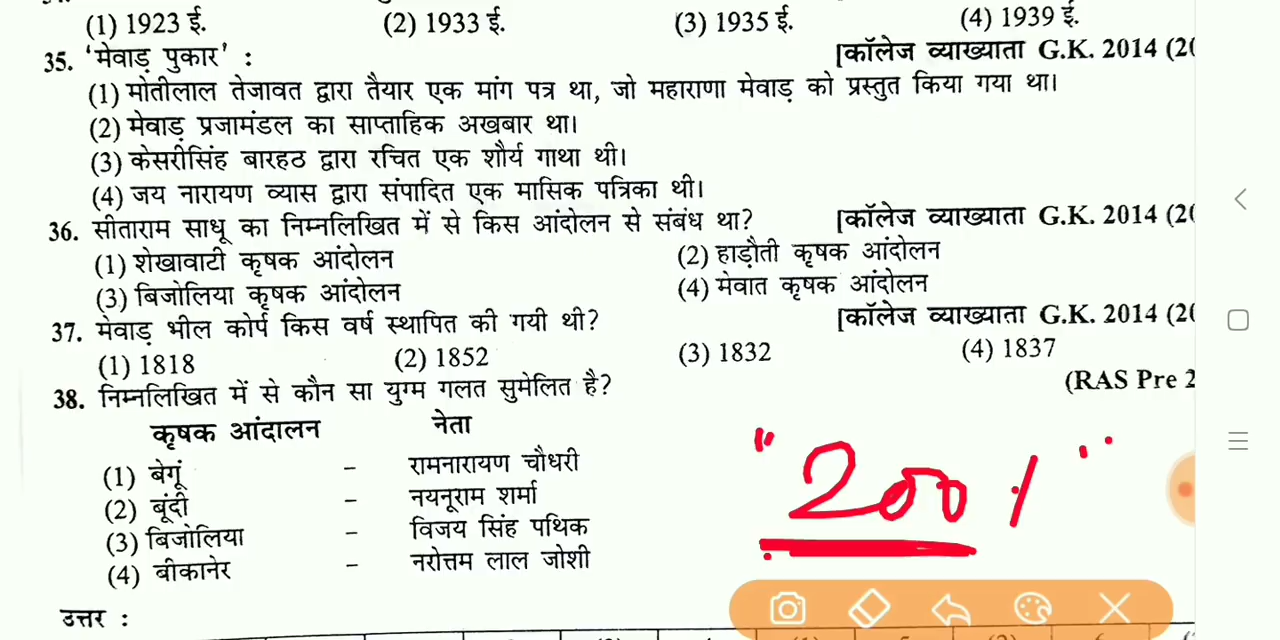 (1) 1923 ई. (2) 1933 ई. (3) 1935 ई. (4) 1939 ई.
35. 'मेवाड़ पुकार' : [कॉलेज व्याख्याता G.K. 2014 (20
(1) मोतीलाल तेजावत द्वारा तैयार एक मांग पत्र था, जो महाराणा मेवाड़ को प्रस्तुत किया गया था।
(2) मेवाड़ प्रजामंडल का साप्ताहिक अखबार था।
(3) केसरीसिंह बारहठ द्वारा रचित एक शौर्य गाथा थी।
(4) जय नारायण व्यास द्वारा संपादित एक मासिक पत्रिका थी।
36. सीताराम साधू का निम्नलिखित में से किस आंदोलन से संबंध था? [कॉलेज व्याख्याता G.K. 2014 (20
(1) शेखावाटी कृषक आंदोलन (2) हाड़ौती कृषक आंदोलन
(3) बिजोलिया कृषक आंदोलन (4) मेवात कृषक आंदोलन
37. मेवाड़ भील कोर्प किस वर्ष स्थापित की गयी थी? [कॉलेज व्याख्याता G.K. 2014 (20
(1) 1818 (2) 1852 (3) 1832 (4) 1837
38. निम्नलिखित में से कौन सा युग्म गलत सुमेलित है? (RAS Pre 2
कृषक आंदालन नेता
(1) बेगूं – रामनारायण चौधरी
(2) बूंदी – नयनूराम शर्मा
(3) बिजोलिया – विजय सिंह पथिक
(4) बीकानेर – नरोत्तम लाल जोशी
"200 /"
उत्तर :